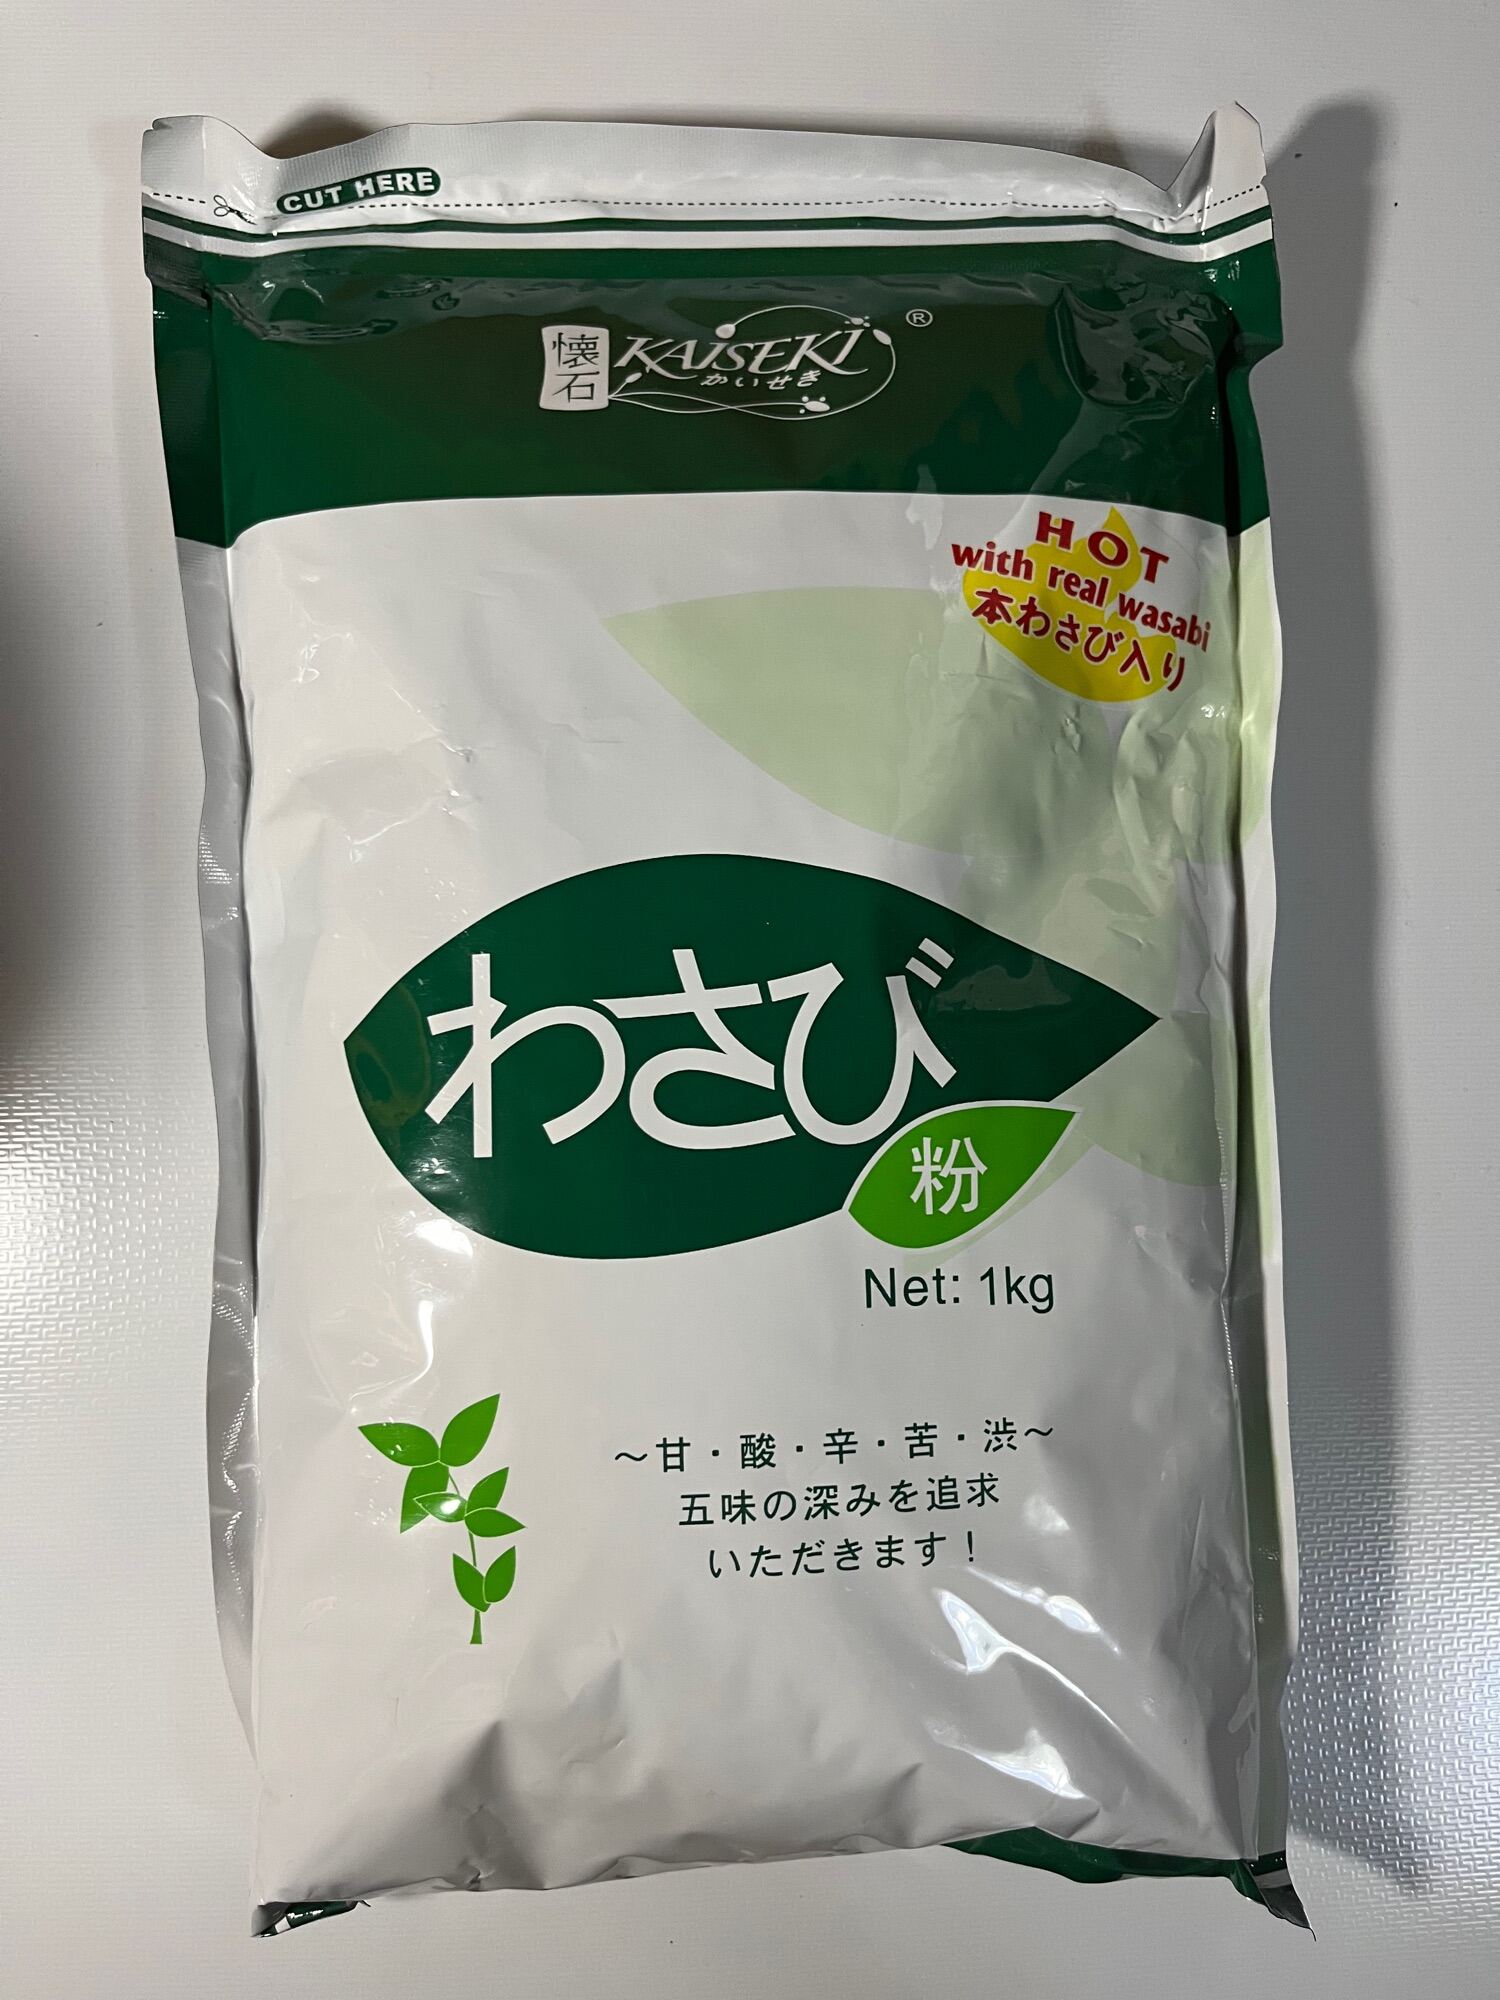 CUT HERE
懐石
KAISEKI ®
かいせき
HOT
with real wasabi
本わさび入り
わさび
粉
Net: 1kg
～甘・酸・辛・苦・渋～
五味の深みを追求
いただきます！